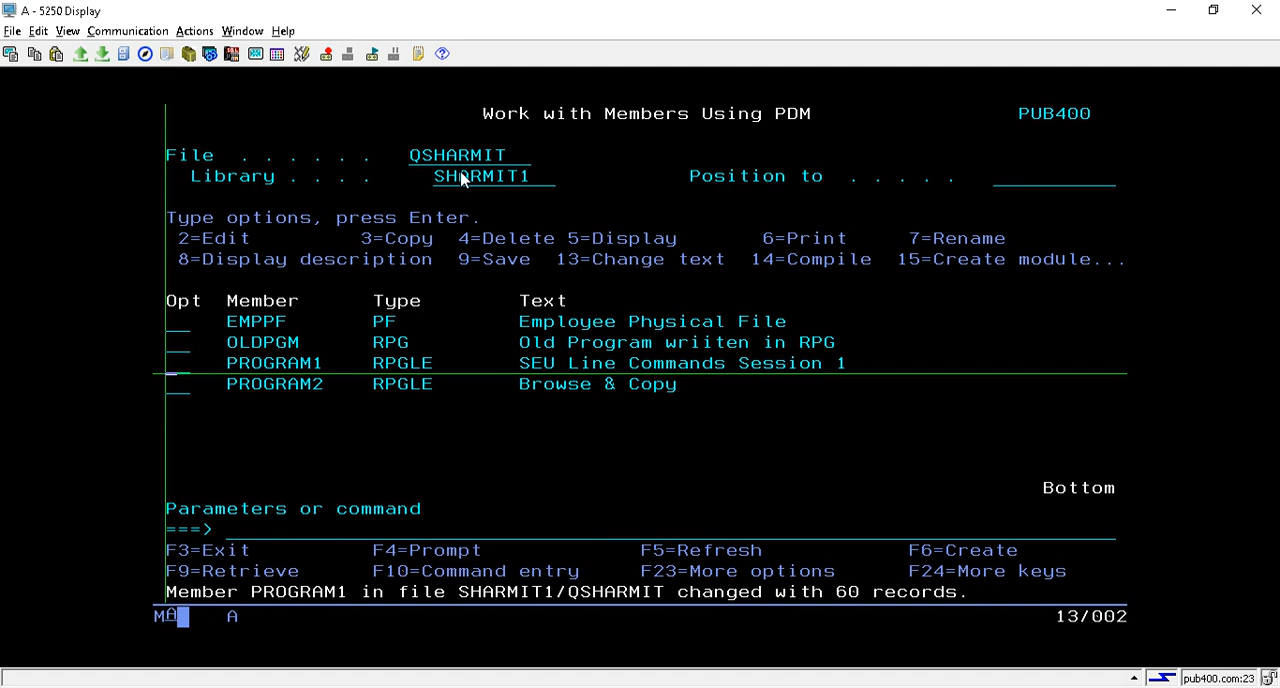 A - 5250 Display
File Edit View Communication Actions Window Help
Work with Members Using PDM PUB400
File . . . . . . QSHARMIT
Library . . . . SHARMIT1 Position to . . . . .
Type options, press Enter.
2=Edit 3=Copy 4=Delete 5=Display 6=Print 7=Rename
8=Display description 9=Save 13=Change text 14=Compile 15=Create module...
Opt Member Type Text
EMPPF PF Employee Physical File
OLDPGM RPG Old Program wriiten in RPG
PROGRAM1 RPGLE SEU Line Commands Session 1
PROGRAM2 RPGLE Browse & Copy
Bottom
Parameters or command
===>
F3=Exit F4=Prompt F5=Refresh F6=Create
F9=Retrieve F10=Command entry F23=More options F24=More keys
Member PROGRAM1 in file SHARMIT1/QSHARMIT changed with 60 records.
MA A 13/002
pub400.com:23